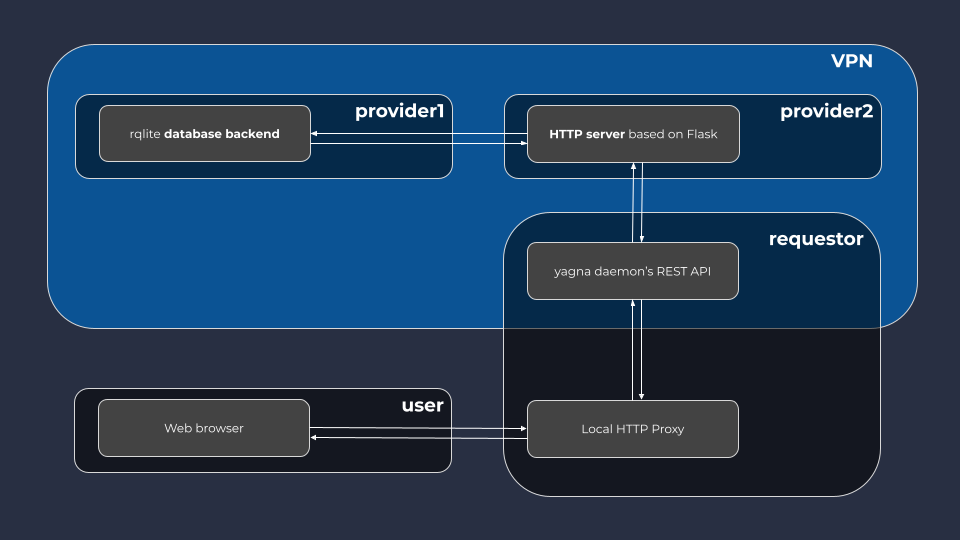 VPN
provider1
rqlite database backend
provider2
HTTP server based on Flask
requestor
yagna daemon's REST API
user
Web browser
Local HTTP Proxy